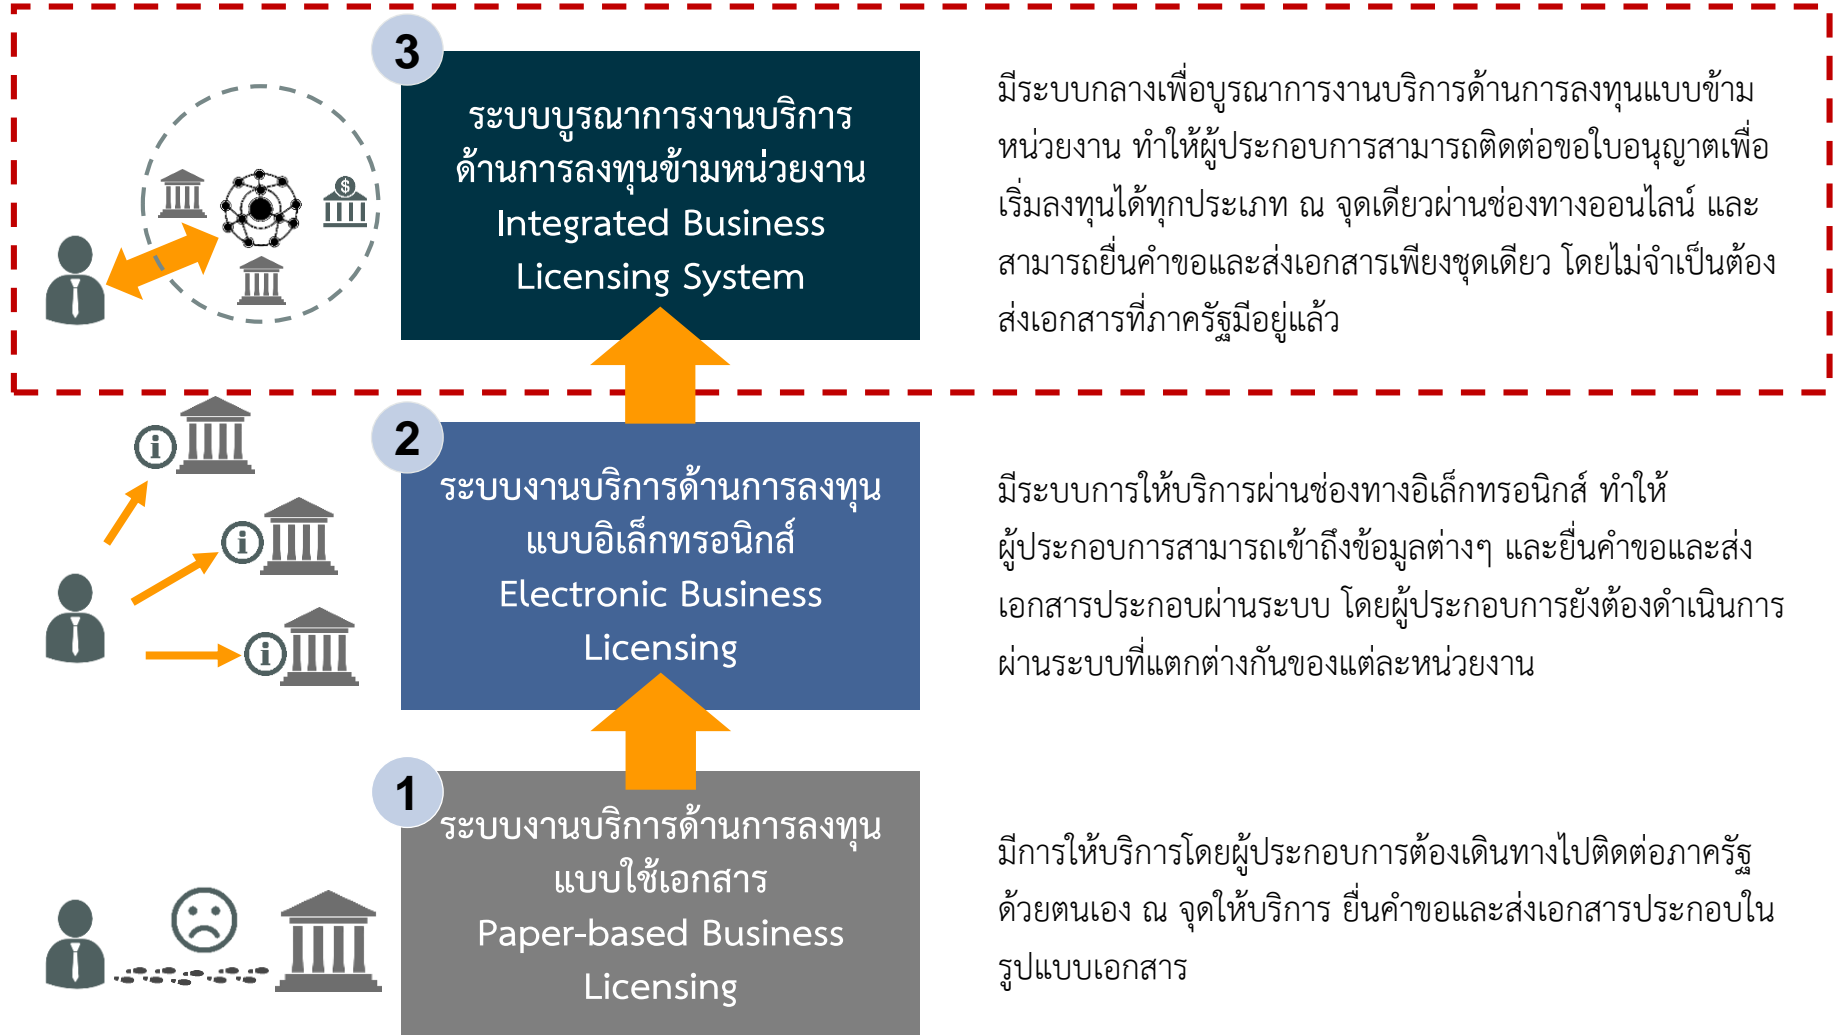 3
ระบบบูรณาการงานบริการ
ด้านการลงทุนข้ามหน่วยงาน
Integrated Business
Licensing System
มีระบบกลางเพื่อบูรณาการงานบริการด้านการลงทุนแบบข้าม
หน่วยงาน ทำให้ผู้ประกอบการสามารถติดต่อขอใบอนุญาตเพื่อ
เริ่มลงทุนได้ทุกประเภท ณ จุดเดียวผ่านช่องทางออนไลน์ และ
สามารถยื่นคำขอและส่งเอกสารเพียงชุดเดียว โดยไม่จำเป็นต้อง
ส่งเอกสารที่ภาครัฐมีอยู่แล้ว
$
2
ระบบงานบริการด้านการลงทุน
แบบอิเล็กทรอนิกส์
Electronic Business
Licensing
มีระบบการให้บริการผ่านช่องทางอิเล็กทรอนิกส์ ทำให้
ผู้ประกอบการสามารถเข้าถึงข้อมูลต่างๆ และยื่นคำขอและส่ง
เอกสารประกอบผ่านระบบ โดยผู้ประกอบการยังต้องดำเนินการ
ผ่านระบบที่แตกต่างกันของแต่ละหน่วยงาน
i
i
i
1
ระบบงานบริการด้านการลงทุน
แบบใช้เอกสาร
Paper-based Business
Licensing
มีการให้บริการโดยผู้ประกอบการต้องเดินทางไปติดต่อภาครัฐ
ด้วยตนเอง ณ จุดให้บริการ ยื่นคำขอและส่งเอกสารประกอบใน
รูปแบบเอกสาร